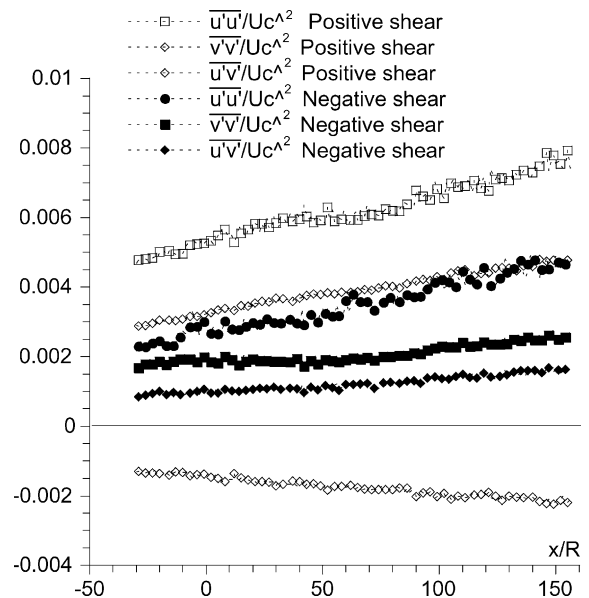 u'u'/Uc^2 Positive shear
v'v'/Uc^2 Positive shear
u'v'/Uc^2 Positive shear
u'u'/Uc^2 Negative shear
v'v'/Uc^2 Negative shear
u'v'/Uc^2 Negative shear
0.01
0.008
0.006
0.004
0.002
0
-0.002
-0.004
x/R
-50 0 50 100 150